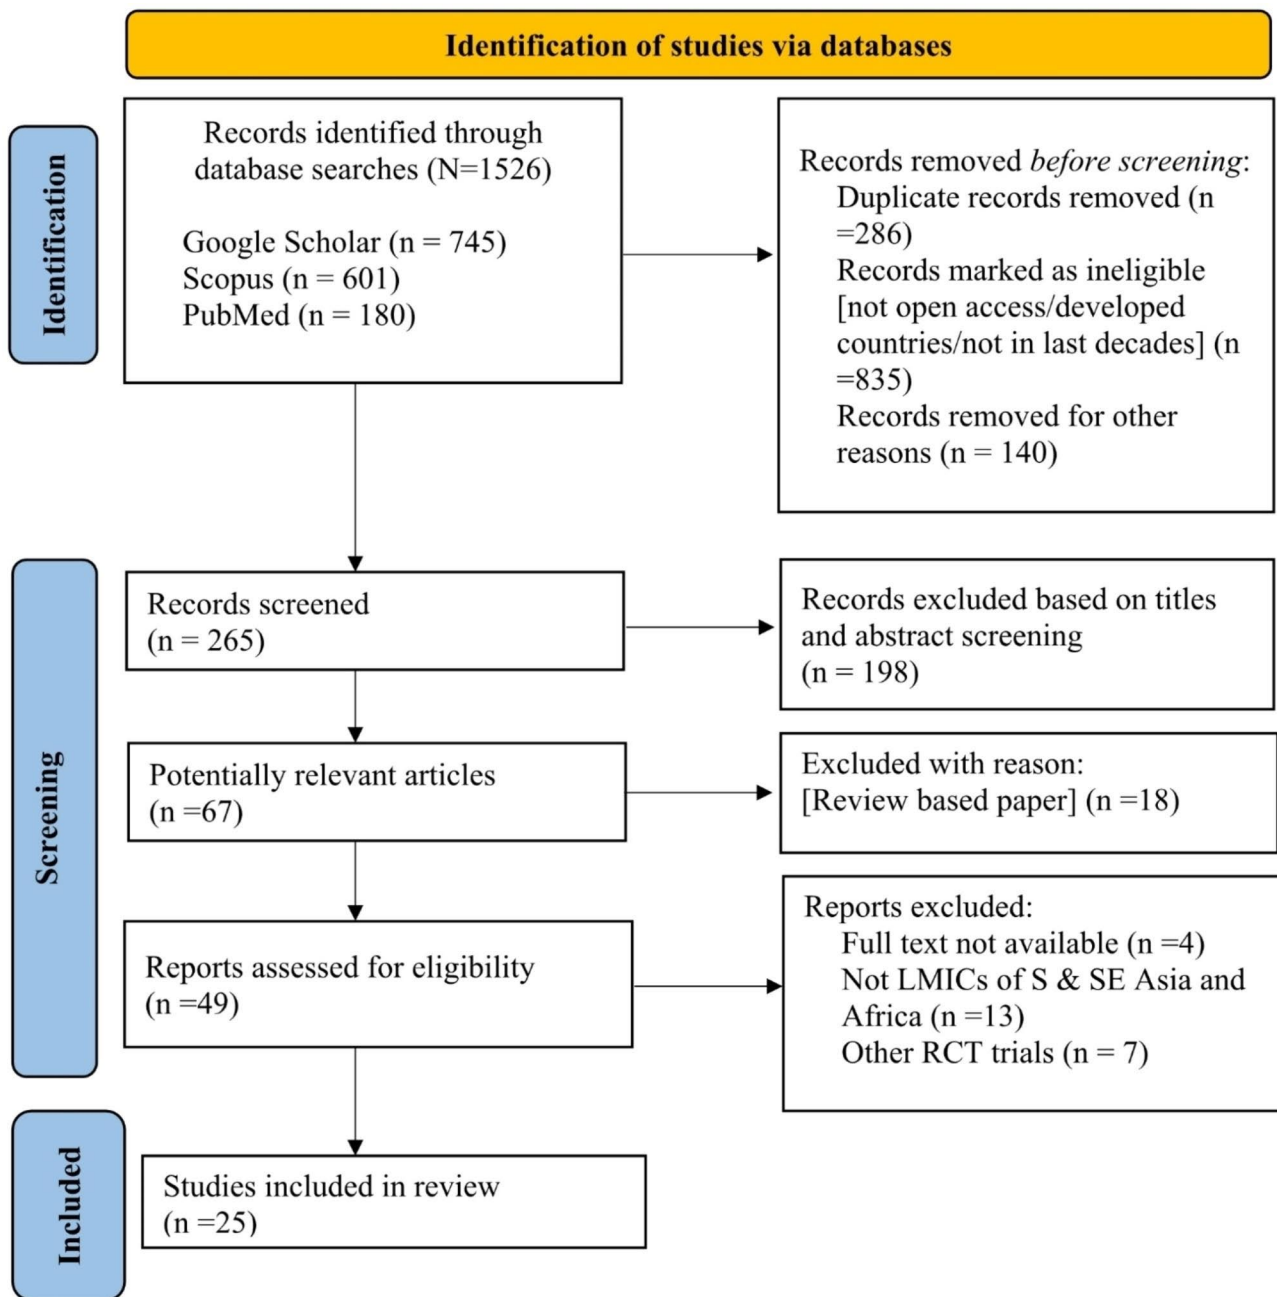 Identification of studies via databases
Identification
Records identified through
database searches (N=1526)
Google Scholar (n = 745)
Scopus (n = 601)
PubMed (n = 180)
Records removed before screening:
Duplicate records removed (n
=286)
Records marked as ineligible
[not open access/developed
countries/not in last decades] (n
=835)
Records removed for other
reasons (n = 140)
Screening
Records screened
(n = 265)
Records excluded based on titles
and abstract screening
(n = 198)
Potentially relevant articles
(n =67)
Excluded with reason:
[Review based paper] (n =18)
Reports assessed for eligibility
(n =49)
Reports excluded:
Full text not available (n =4)
Not LMICs of S & SE Asia and
Africa (n =13)
Other RCT trials (n = 7)
Included
Studies included in review
(n =25)